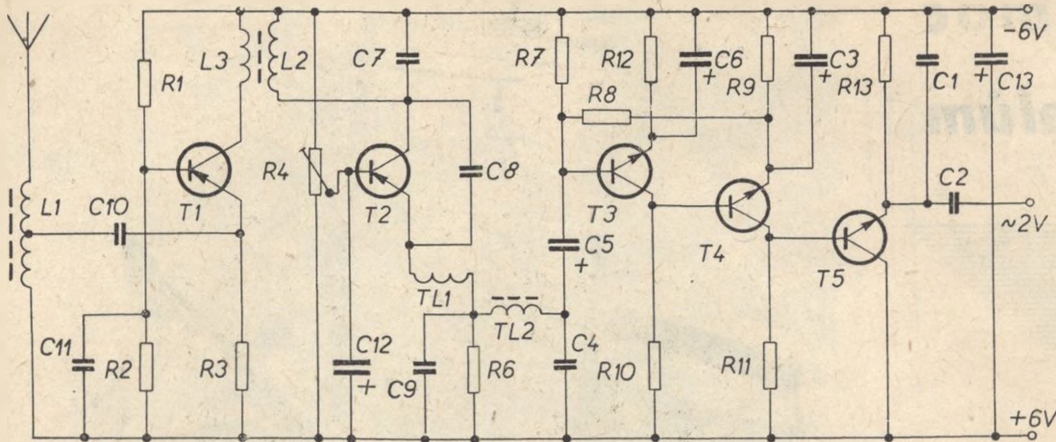 -6V
L3
L2
C7
R7
R12
C6
+
R9
C3
+
R13
C1
C13
+
R1
R8
R4
C8
L1
C10
T1
T2
T3
T4
C2
~2V
C5
+
T5
TL1
TL2
C11
R2
R3
C12
+
C9
R6
C4
R10
R11
+6V